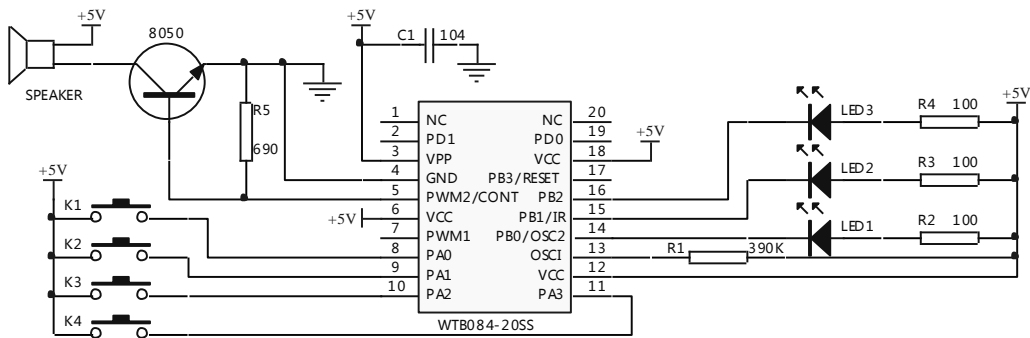 +5V
8050
+5V
C1 104
SPEAKER
R5
690
+5V
+5V
+5V
1 NC NC 20
2 PD1 PD0 19
3 VPP VCC 18
4 GND PB3/RESET 17
5 PWM2/CONT PB2 16
6 VCC PB1/IR 15
7 PWM1 PB0/OSC2 14
8 PA0 OSCI 13
9 PA1 VCC 12
10 PA2 PA3 11
WTB084-20SS
+5V
K1
K2
K3
K4
LED3 R4 100
LED2 R3 100
LED1 R2 100
R1 390K
+5V